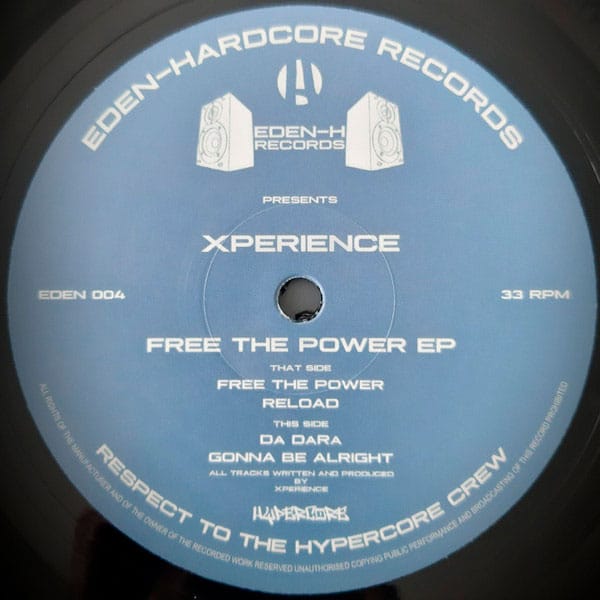 EDEN-HARDCORE RECORDS
EDEN-H
RECORDS
PRESENTS
XPERIENCE
EDEN 004
33 RPM
FREE THE POWER EP
THAT SIDE
FREE THE POWER
RELOAD
THIS SIDE
DA DARA
GONNA BE ALRIGHT
ALL TRACKS WRITTEN AND PRODUCED
BY
XPERIENCE
HYPERCORE
RESPECT TO THE HYPERCORE CREW
ALL RIGHTS OF THE MANUFACTURER AND OF THE OWNER OF THE RECORDED WORK RESERVED UNAUTHORISED COPYING PUBLIC PERFORMANCE AND BROADCASTING OF THIS RECORD PROHIBITED